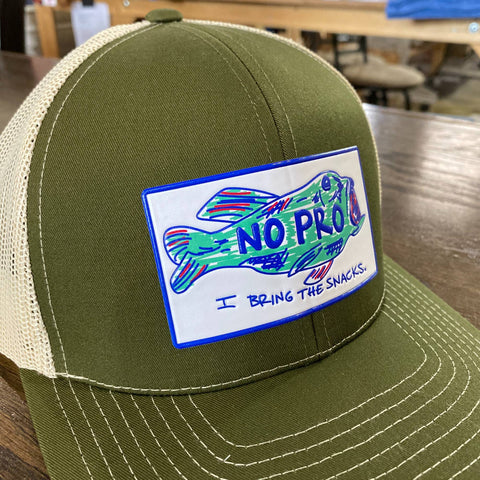 NO PRO
I BRING THE SNACKS.